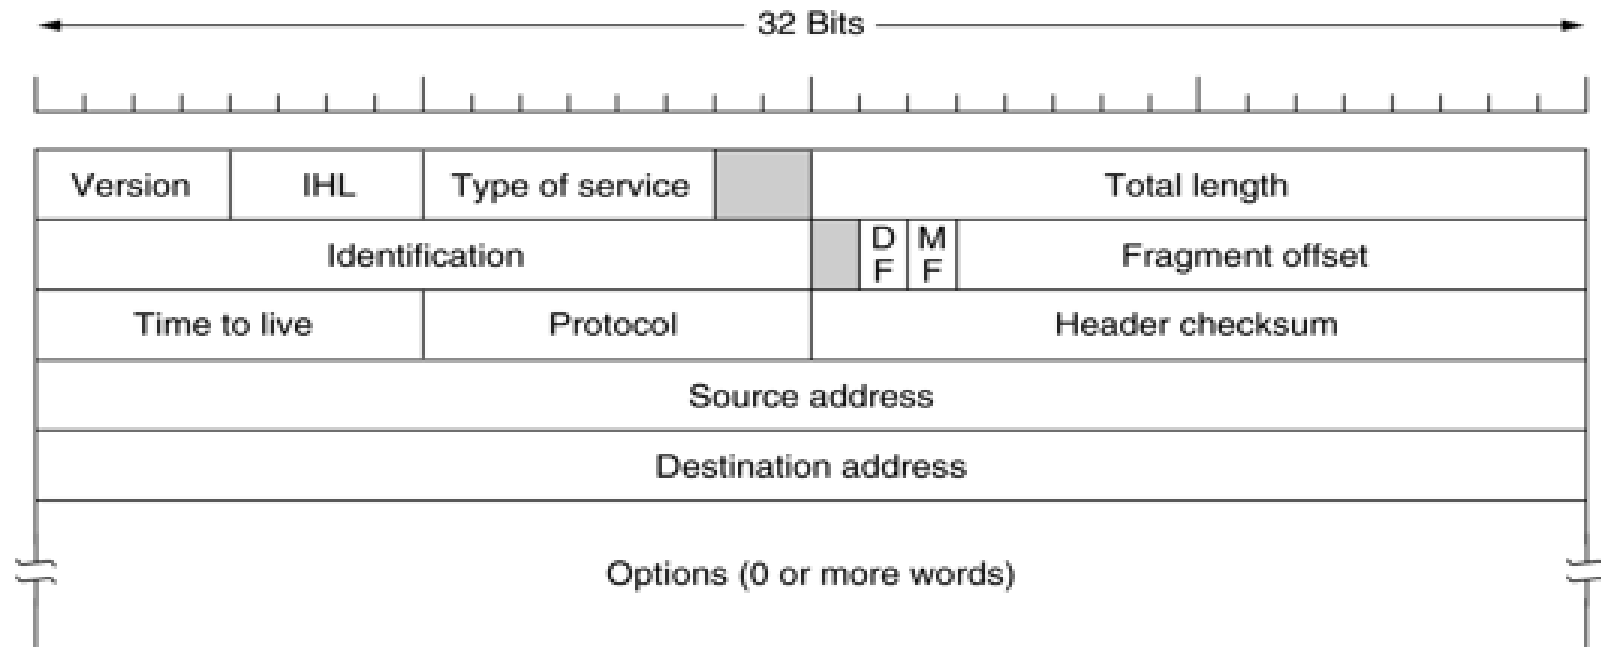 32 Bits
Version IHL Type of service Total length
Identification D F M F Fragment offset
Time to live Protocol Header checksum
Source address
Destination address
Options (0 or more words)